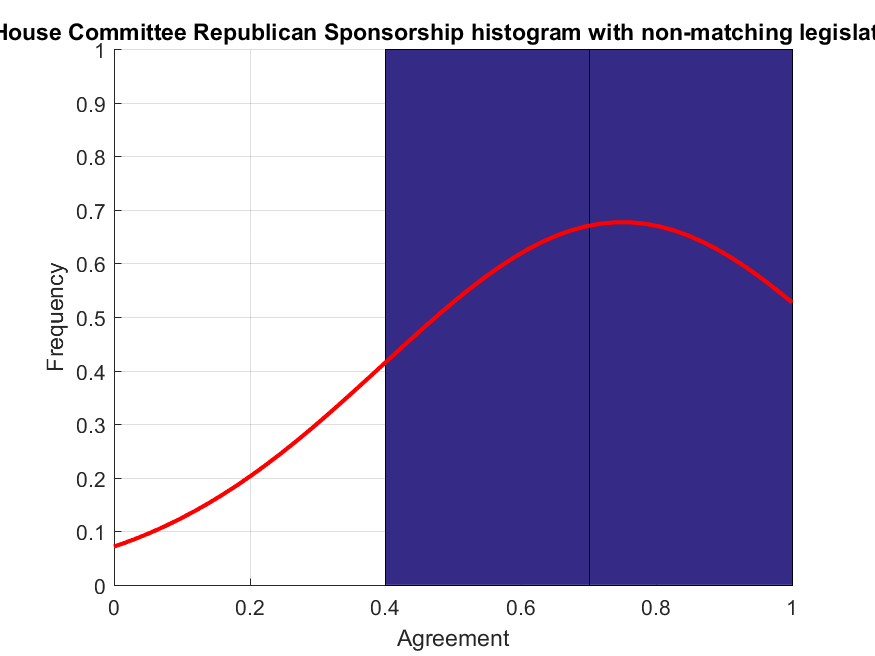 House Committee Republican Sponsorship histogram with non-matching legislat
1
0.9
0.8
0.7
0.6
0.5
0.4
0.3
0.2
0.1
0
Frequency
0 0.2 0.4 0.6 0.8 1
Agreement